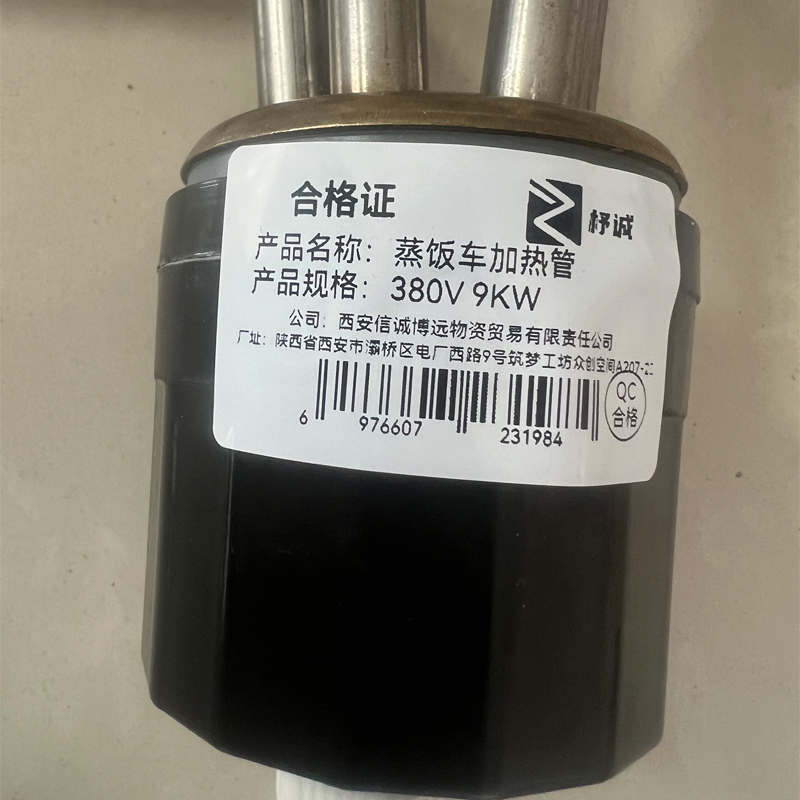 合格证
杼诚
产品名称：蒸饭车加热管
产品规格：380V 9KW
公司：西安信诚博远物资贸易有限责任公司
厂址：陕西省西安市灞桥区电厂西路9号筑梦工坊众创空间A207-2
QC
合格
6 976607 231984